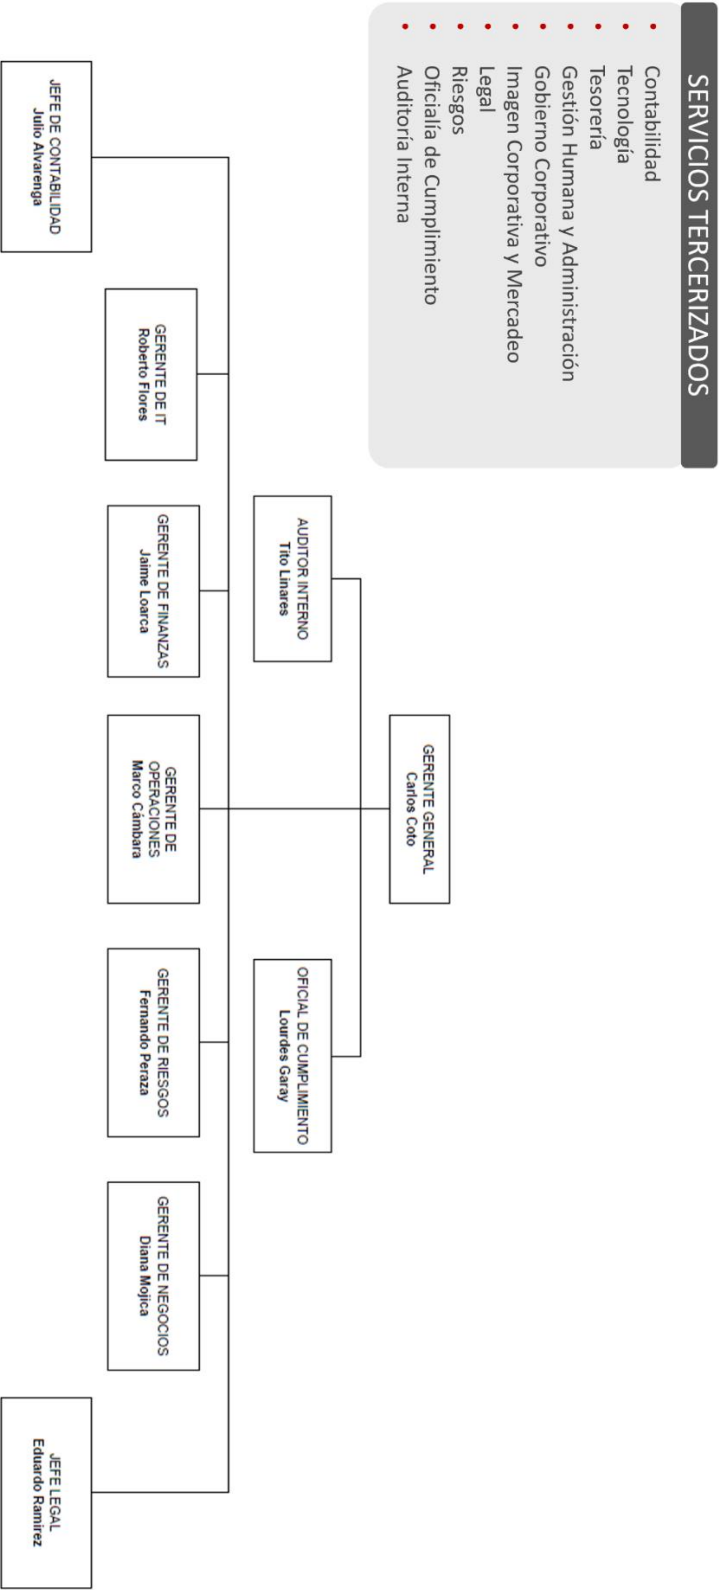 SERVICIOS TERCERIZADOS
• Contabilidad
• Tecnología
• Tesorería
• Gestión Humana y Administración
• Gobierno Corporativo
• Imagen Corporativa y Mercadeo
• Legal
• Riesgos
• Oficialía de Cumplimiento
• Auditoría Interna
GERENTE GENERAL
Carlos Coto
AUDITOR INTERNO
Tito Linares
OFICIAL DE CUMPLIMIENTO
Lourdes Garay
JEFE DE CONTABILIDAD
Julio Alvarenga
GERENTE DE IT
Roberto Flores
GERENTE DE FINANZAS
Jaime Loarca
GERENTE DE
OPERACIONES
Marco Cámbara
GERENTE DE RIESGOS
Fernando Peraza
GERENTE DE NEGOCIOS
Diana Mojica
JEFE LEGAL
Eduardo Ramirez